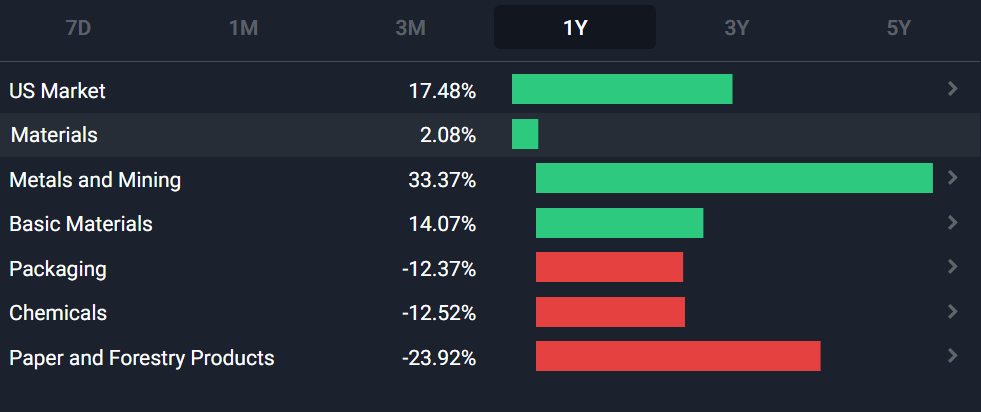 7D 1M 3M 1Y 3Y 5Y
US Market 17.48%
Materials 2.08%
Metals and Mining 33.37%
Basic Materials 14.07%
Packaging -12.37%
Chemicals -12.52%
Paper and Forestry Products -23.92%